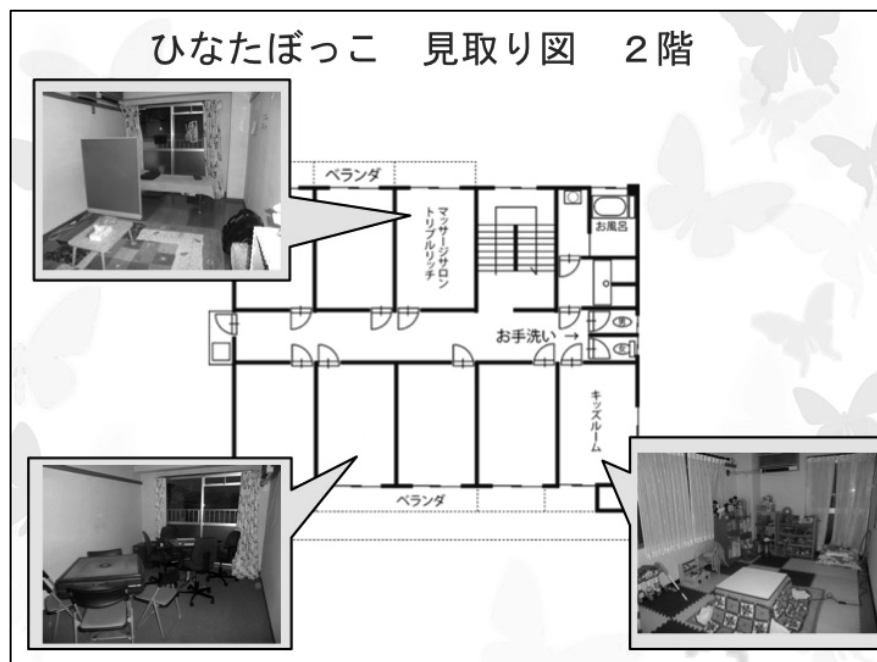 ひなたぼっこ　見取り図　２階
ベランダ
マッサージサロン
トリプルリッチ
お風呂
お手洗い →
男
女
キッズルーム
ベランダ